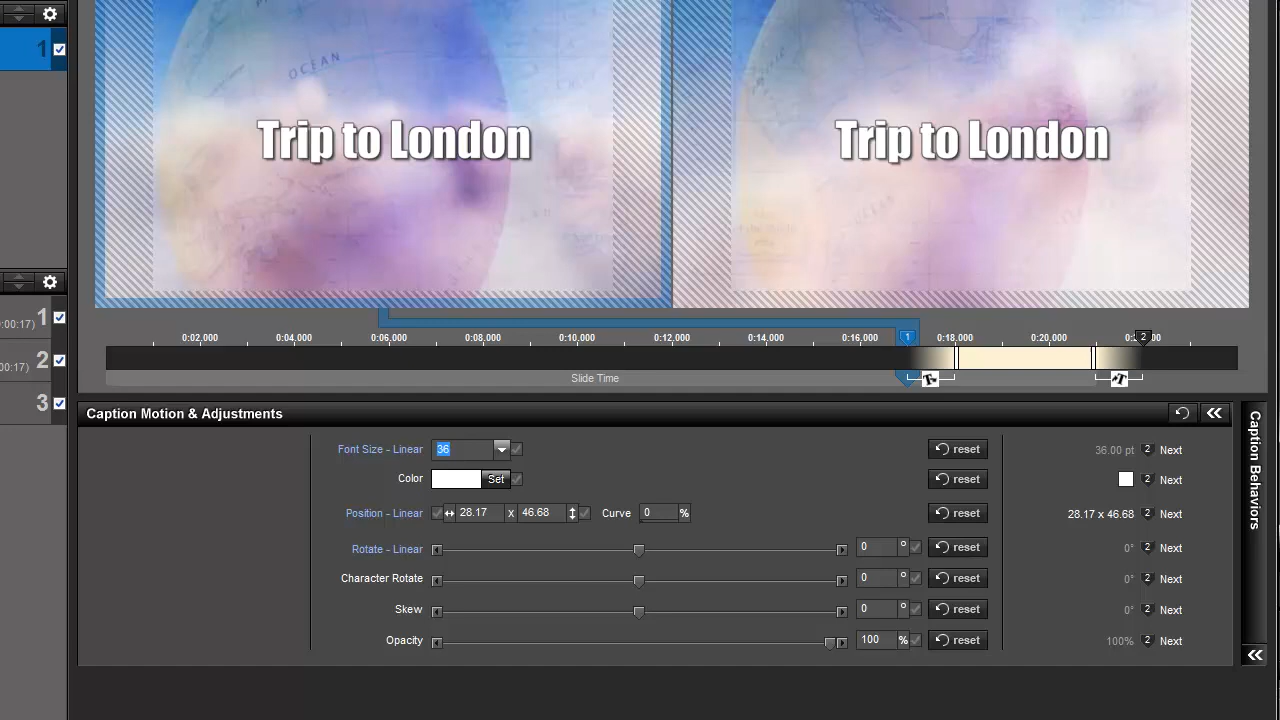 1
OCEAN
Trip to London
Trip to London
OCEAN
1
(0:00:17)
2
3
0:02,000 0:04,000 0:06,000 0:08,000 0:10,000 0:12,000 0:14,000 0:16,000 1 0:18,000 0:20,000 2
Slide Time
Caption Motion & Adjustments
Caption Behaviors
Font Size - Linear 36 reset 36.00 pt 2 Next
Color Set reset 2 Next
Position - Linear 28.17 x 46.68 Curve 0 % reset 28.17 x 46.68 2 Next
Rotate - Linear 0 ° reset 0° 2 Next
Character Rotate 0 ° reset 0° 2 Next
Skew 0 ° reset 0° 2 Next
Opacity 100 % reset 100% 2 Next